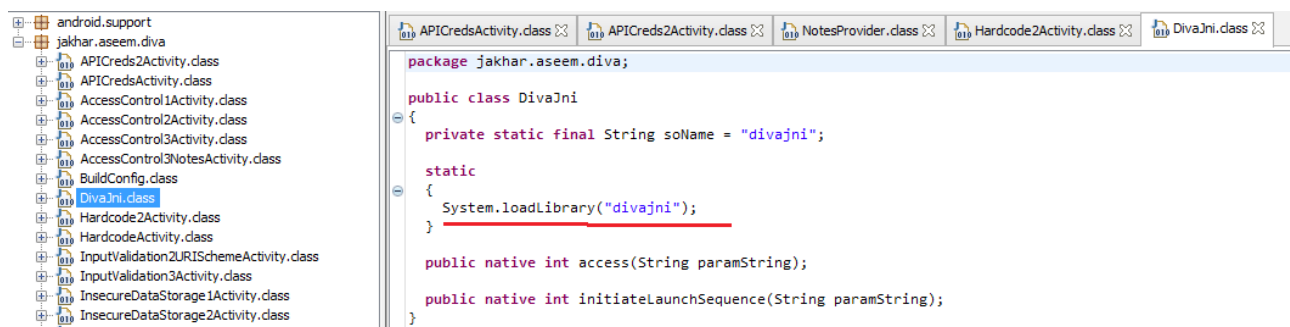 android.support
jakhar.aseem.diva
APICreds2Activity.class
APICredsActivity.class
AccessControl1Activity.class
AccessControl2Activity.class
AccessControl3Activity.class
AccessControl3NotesActivity.class
BuildConfig.class
DivaJni.class
Hardcode2Activity.class
HardcodeActivity.class
InputValidation2URISchemeActivity.class
InputValidation3Activity.class
InsecureDataStorage1Activity.class
InsecureDataStorage2Activity.class
APICredsActivity.class APICreds2Activity.class NotesProvider.class Hardcode2Activity.class DivaJni.class
package jakhar.aseem.diva;
public class DivaJni
{
private static final String soName = "divajni";
static
{
System.loadLibrary("divajni");
}
public native int access(String paramString);
public native int initiateLaunchSequence(String paramString);
}